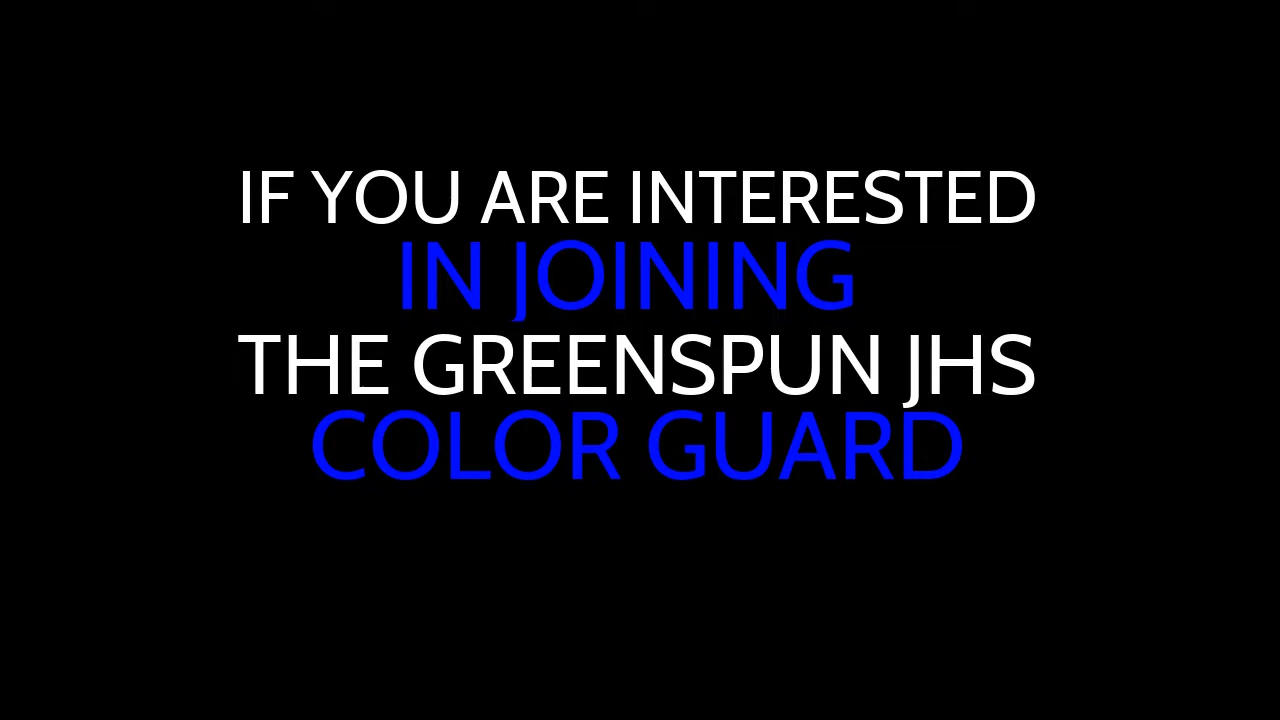 IF YOU ARE INTERESTED
IN JOINING
THE GREENSPUN JHS
COLOR GUARD